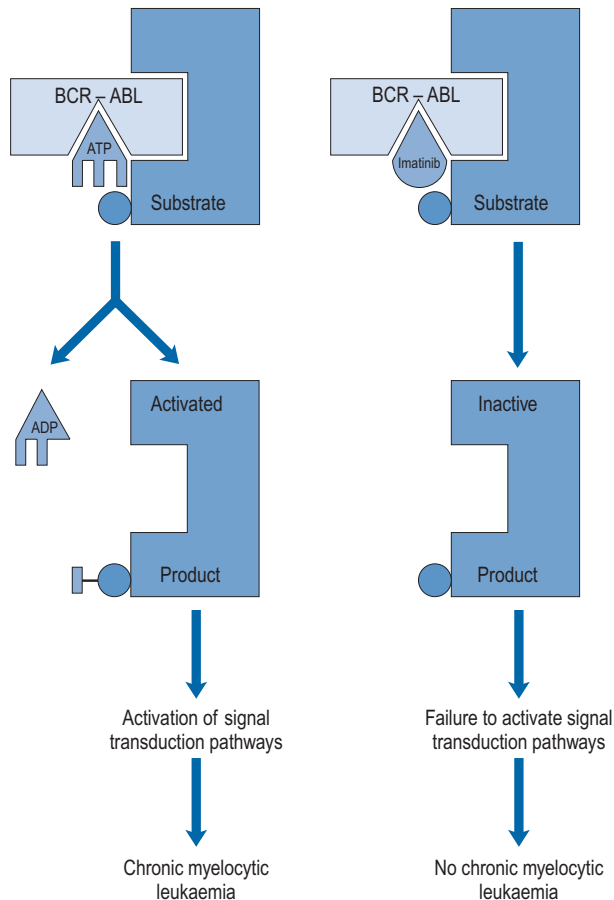 BCR – ABL
ATP
Substrate
ADP
Activated
Product
Activation of signal
transduction pathways
Chronic myelocytic
leukaemia
BCR – ABL
Imatinib
Substrate
Inactive
Product
Failure to activate signal
transduction pathways
No chronic myelocytic
leukaemia